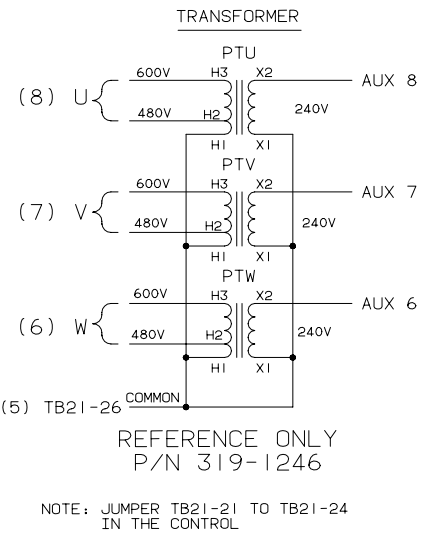 TRANSFORMER
PTU
600V H3 X2 AUX 8
(8) U
480V H2 240V
H1 X1
PTV
600V H3 X2 AUX 7
(7) V
480V H2 240V
H1 X1
PTW
600V H3 X2 AUX 6
(6) W
480V H2 240V
H1 X1
(5) TB21-26 COMMON
REFERENCE ONLY
P/N 319-1246
NOTE: JUMPER TB21-21 TO TB21-24
IN THE CONTROL